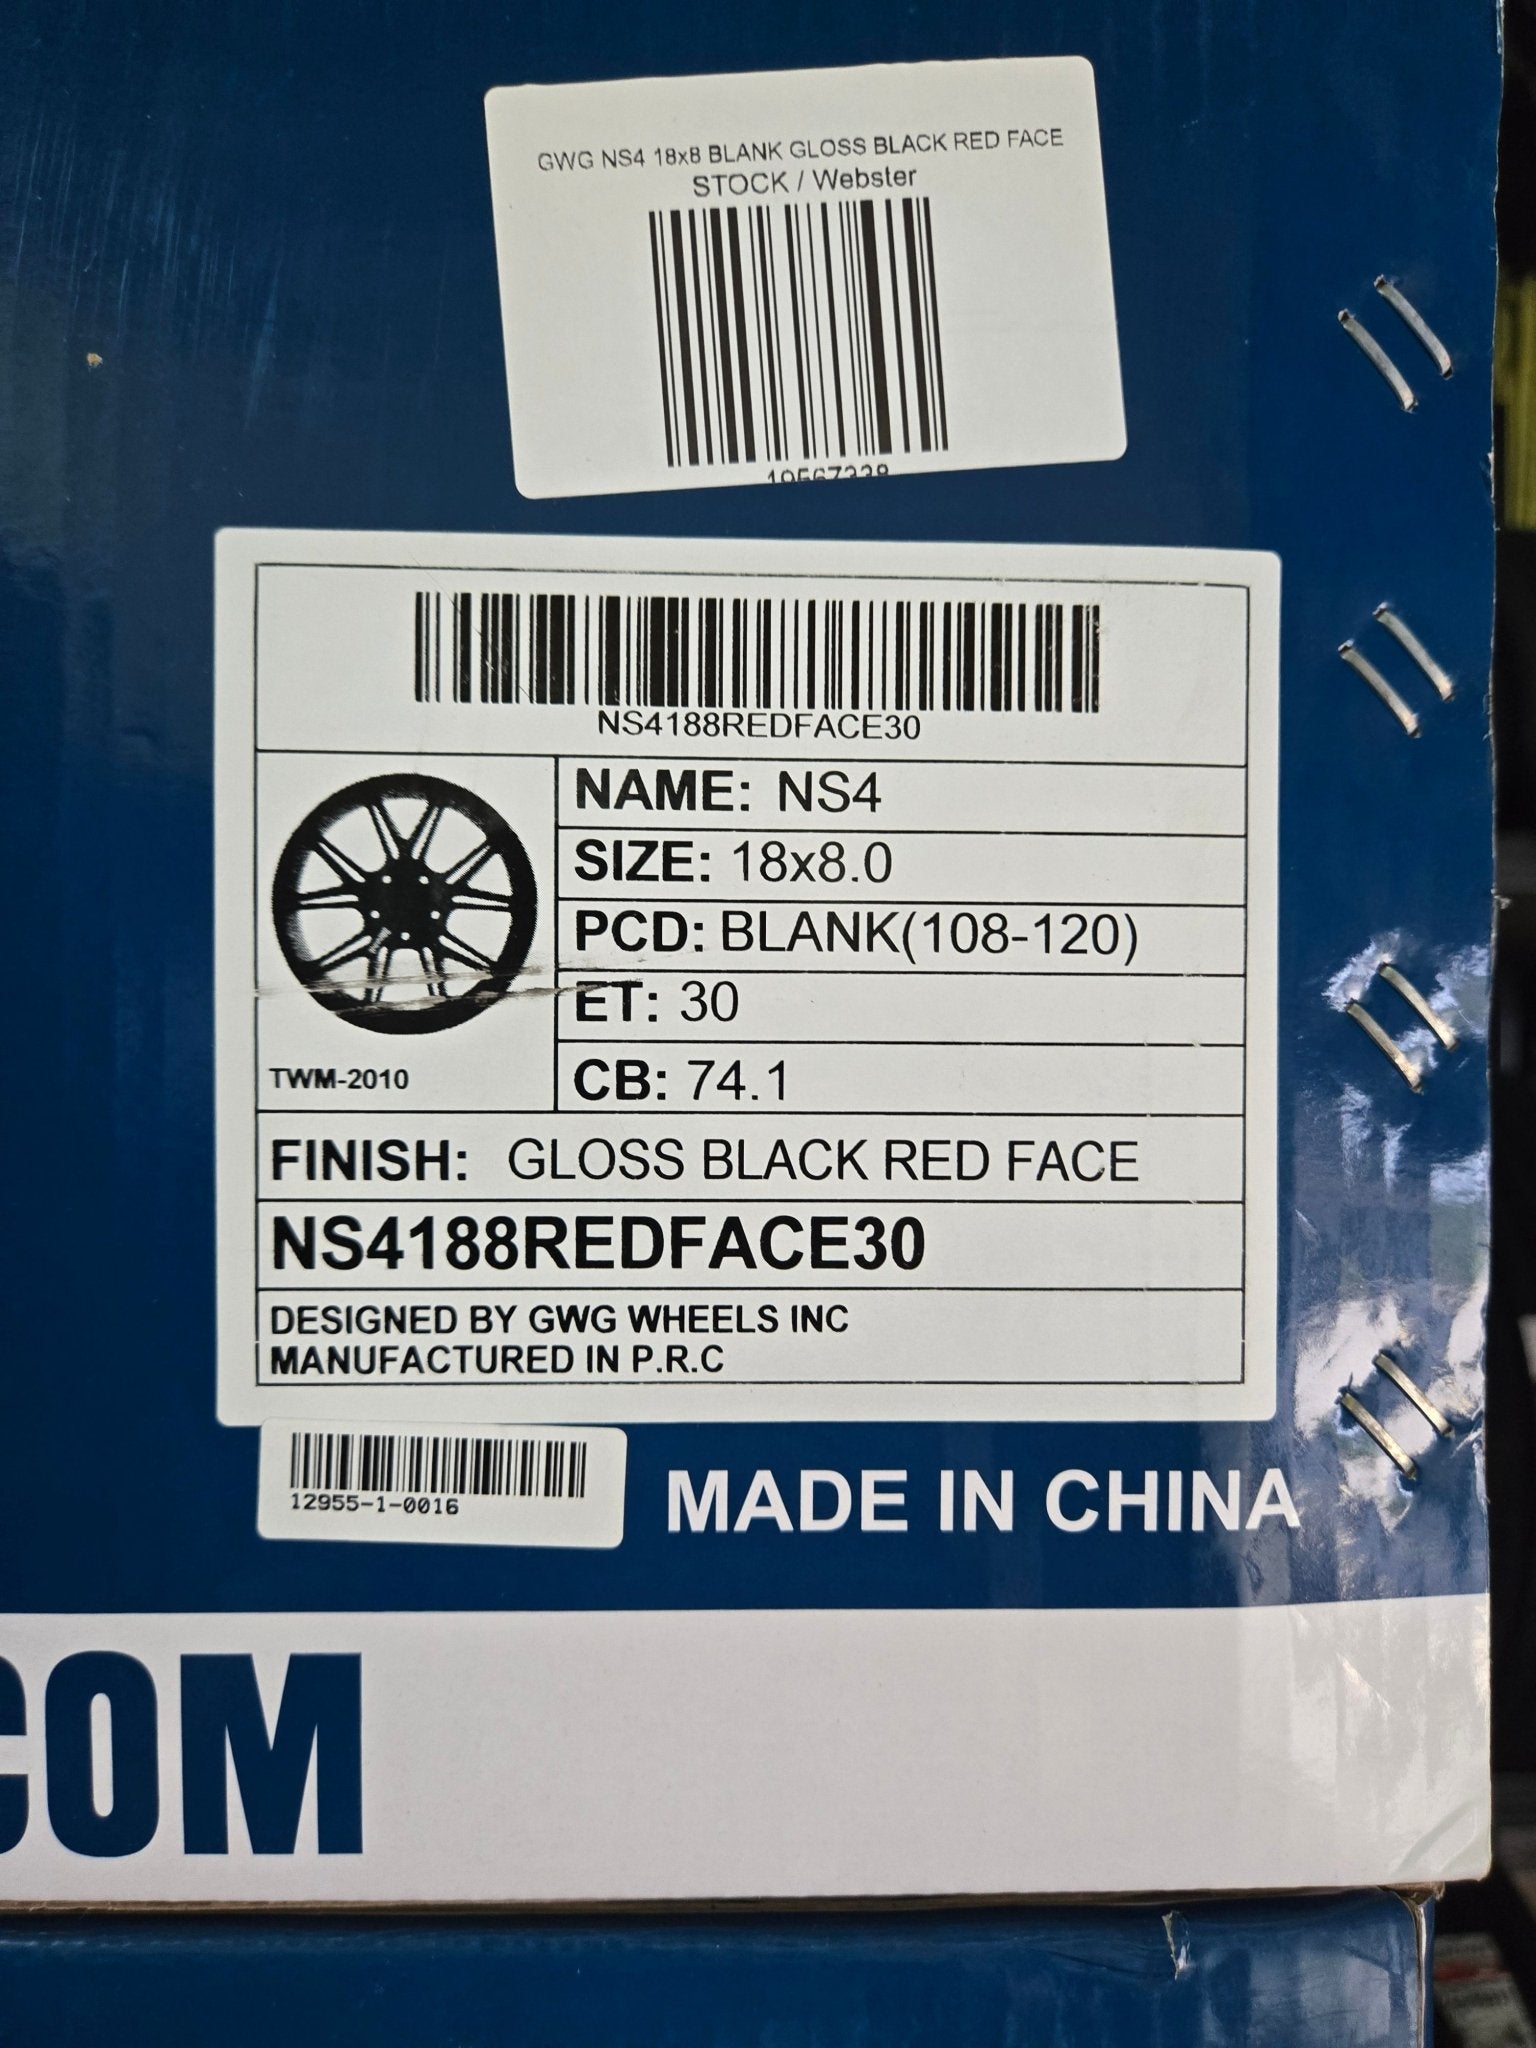 GWG NS4 18x8 BLANK GLOSS BLACK RED FACE
STOCK / Webster
19567338
NS4188REDFACE30
NAME: NS4
SIZE: 18x8.0
PCD: BLANK(108-120)
ET: 30
CB: 74.1
TWM-2010
FINISH: GLOSS BLACK RED FACE
NS4188REDFACE30
DESIGNED BY GWG WHEELS INC
MANUFACTURED IN P.R.C
12955-1-0016
MADE IN CHINA
COM